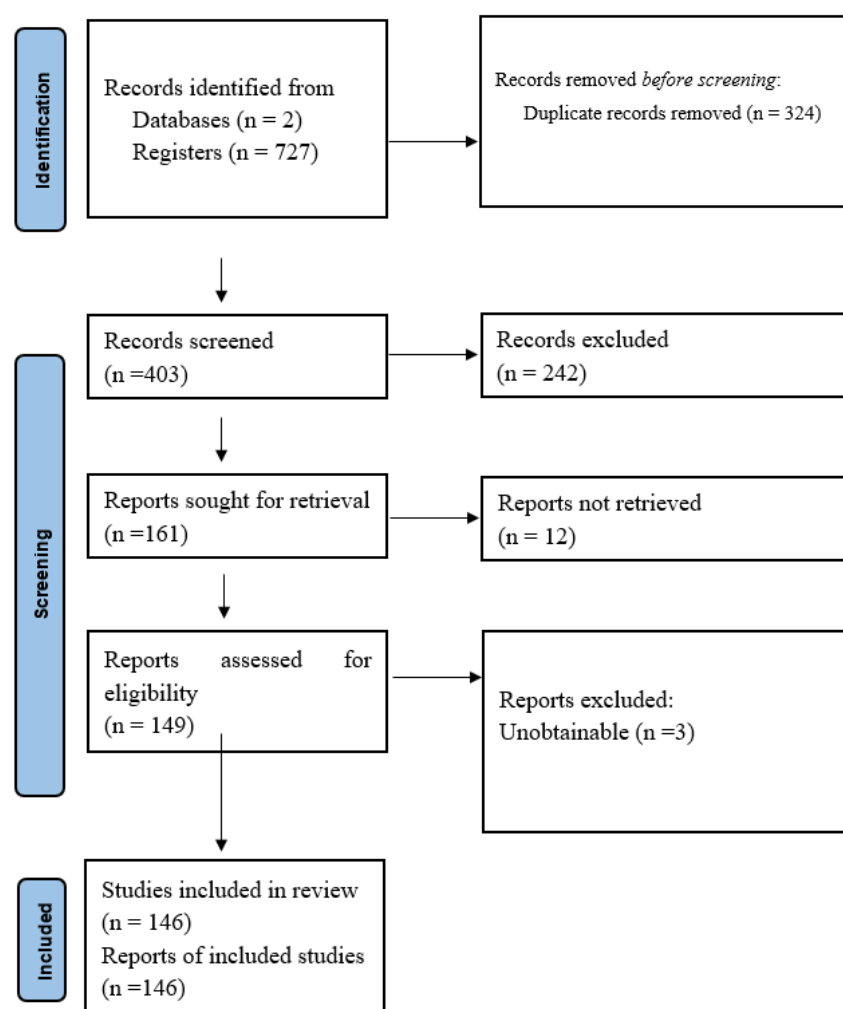 Identification
Records identified from
Databases (n = 2)
Registers (n = 727)
Records removed before screening:
Duplicate records removed (n = 324)
Screening
Records screened
(n =403)
Records excluded
(n = 242)
Reports sought for retrieval
(n =161)
Reports not retrieved
(n = 12)
Reports assessed for
eligibility
(n = 149)
Reports excluded:
Unobtainable (n =3)
Included
Studies included in review
(n = 146)
Reports of included studies
(n =146)